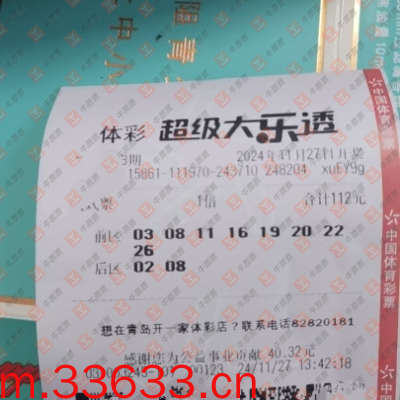 体彩 超级大乐透
期 2024年11月27日开奖
15861-111970-243710 248204 xuEY9g
票 1倍 合计112元
前区 03 08 11 16 19 20 22
26
后区 02 08
想在青岛开一家体彩店？联系电话82820181
感谢您为公益事业贡献 40.32元
24/11/27 13:42:18
m.33633.cn
中国体育彩票
中国体育彩票